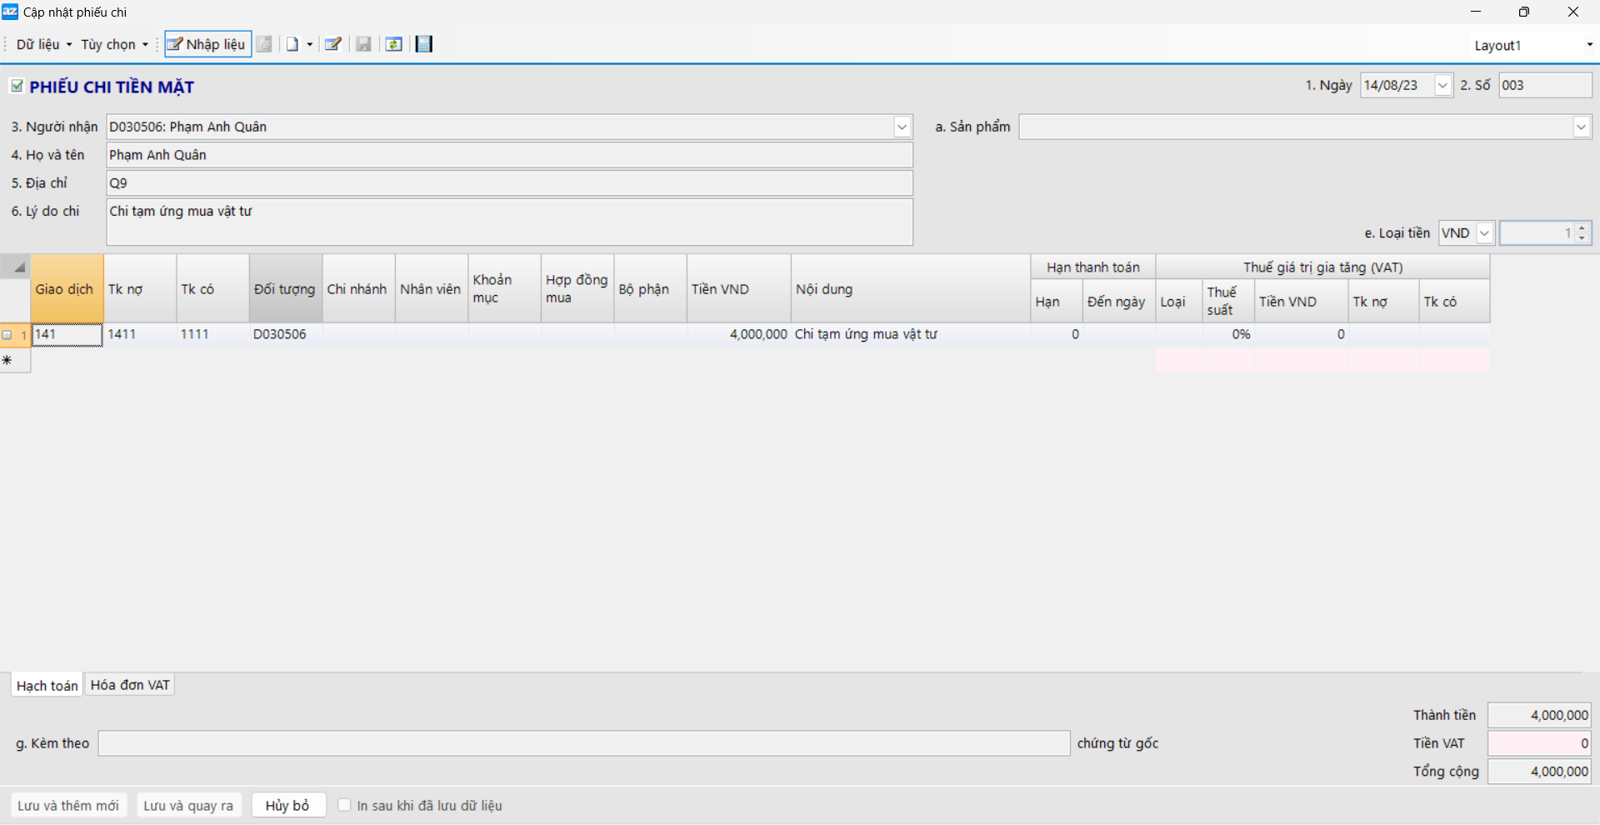 az Cập nhật phiếu chi
Dữ liệu Tùy chọn Nhập liệu Layout1
PHIẾU CHI TIỀN MẶT 1. Ngày 14/08/23 2. Số 003
3. Người nhận D030506: Phạm Anh Quân a. Sản phẩm
4. Họ và tên Phạm Anh Quân
5. Địa chỉ Q9
6. Lý do chi Chi tạm ứng mua vật tư
e. Loại tiền VND 1
Hạn thanh toán Thuế giá trị gia tăng (VAT)
Giao dịch Tk nợ Tk có Đối tượng Chi nhánh Nhân viên Khoản mục Hợp đồng mua Bộ phận Tiền VND Nội dung Hạn Đến ngày Loại Thuế suất Tiền VND Tk nợ Tk có
1 141 1411 1111 D030506 4,000,000 Chi tạm ứng mua vật tư 0 0% 0
Hạch toán Hóa đơn VAT
Thành tiền 4,000,000
g. Kèm theo chứng từ gốc Tiền VAT 0
Tổng cộng 4,000,000
Lưu và thêm mới Lưu và quay ra Hủy bỏ In sau khi đã lưu dữ liệu